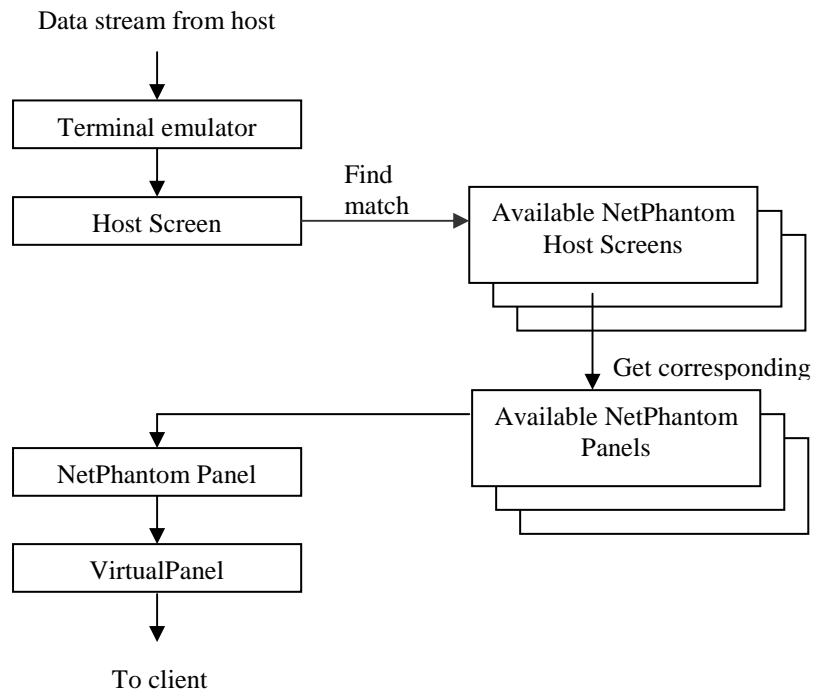 Data stream from host
Terminal emulator
Host Screen
Find
match
Available NetPhantom
Host Screens
Get corresponding
Available NetPhantom
Panels
NetPhantom Panel
VirtualPanel
To client